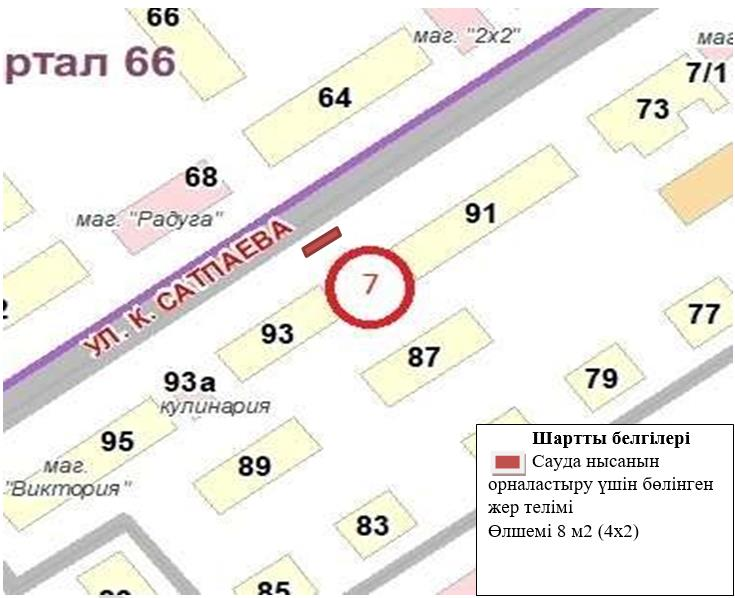 66
маг. "2x2"
маг
ртал 66
7/1
64
73
68
маг. "Радуга"
91
УЛ. К. САТПАЕВА
7
93
77
87
93а
кулинария
79
95
маг.
"Виктория"
89
83
85
Шартты белгілері
Сауда нысанын
орналастыру үшін бөлінген
жер телімі
Өлшемі 8 м2 (4x2)